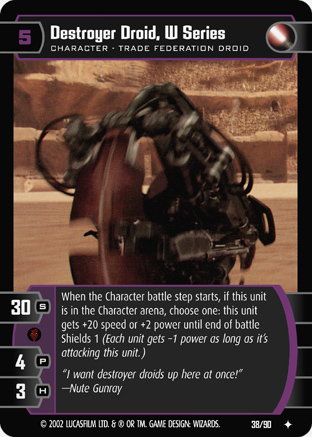 5
Destroyer Droid, W Series
CHARACTER - TRADE FEDERATION DROID
30 S
4 P
3 H
When the Character battle step starts, if this unit
is in the Character arena, choose one: this unit
gets +20 speed or +2 power until end of battle
Shields 1 (Each unit gets -1 power as long as it's
attacking this unit.)
"I want destroyer droids up here at once!"
—Nute Gunray
© 2002 LUCASFILM LTD. & ® OR TM. GAME DESIGN: WIZARDS.
38/90